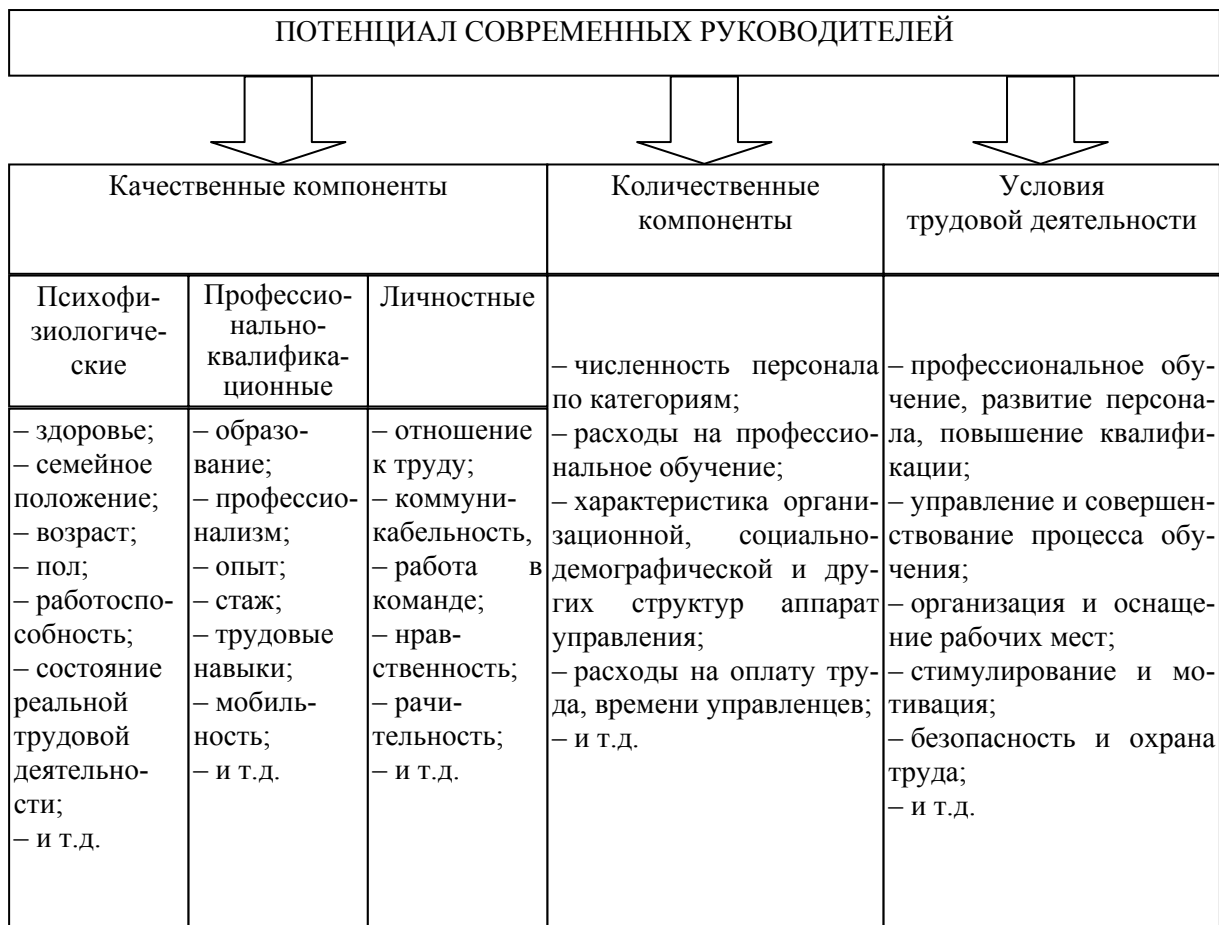 ПОТЕНЦИАЛ СОВРЕМЕННЫХ РУКОВОДИТЕЛЕЙ
Качественные компоненты
Количественные
компоненты
Условия
трудовой деятельности
Психофи-
зиологиче-
ские
Профессио-
нально-
квалифика-
ционные
Личностные
– здоровье;
– семейное
положение;
– возраст;
– пол;
– работоспо-
собность;
– состояние
реальной
трудовой
деятельно-
сти;
– и т.д.
– образо-
вание;
– профессио-
нализм;
– опыт;
– стаж;
– трудовые
навыки;
– мобиль-
ность;
– и т.д.
– отношение
к труду;
– коммуни-
кабельность,
– работа в
команде;
– нрав-
ственность;
– рачи-
тельность;
– и т.д.
– численность персонала
по категориям;
– расходы на профессио-
нальное обучение;
– характеристика органи-
зационной, социально-
демографической и дру-
гих структур аппарат
управления;
– расходы на оплату тру-
да, времени управленцев;
– и т.д.
– профессиональное обу-
чение, развитие персона-
ла, повышение квалифи-
кации;
– управление и совершен-
ствование процесса обу-
чения;
– организация и оснаще-
ние рабочих мест;
– стимулирование и мо-
тивация;
– безопасность и охрана
труда;
– и т.д.